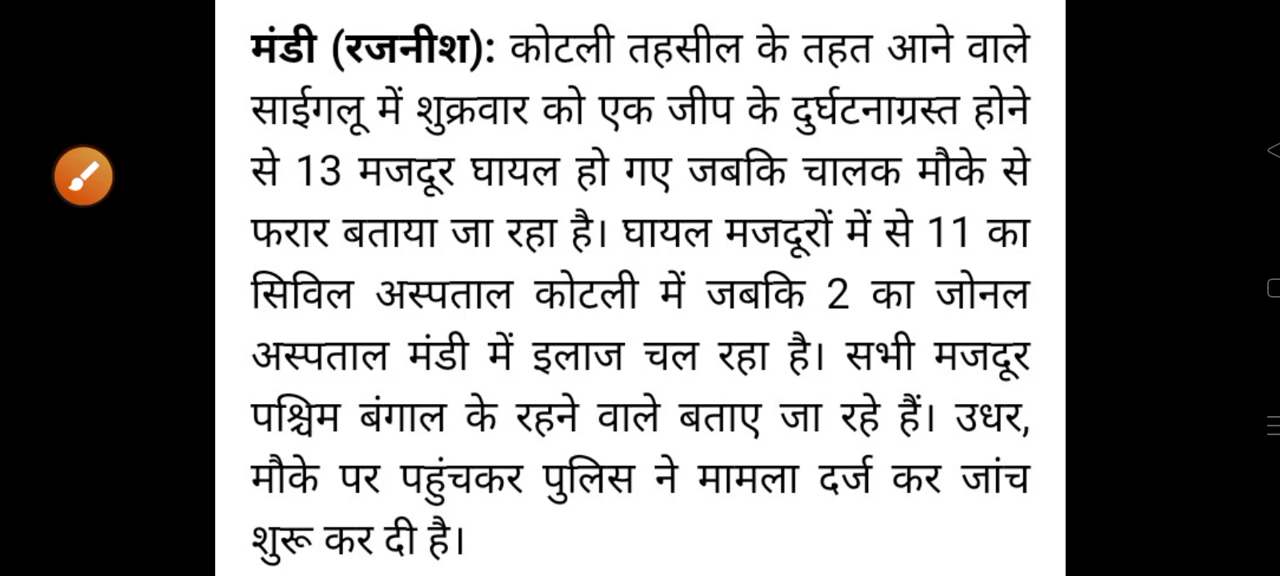 मंडी (रजनीश): कोटली तहसील के तहत आने वाले
साईगलू में शुक्रवार को एक जीप के दुर्घटनाग्रस्त होने
से 13 मजदूर घायल हो गए जबकि चालक मौके से
फरार बताया जा रहा है। घायल मजदूरों में से 11 का
सिविल अस्पताल कोटली में जबकि 2 का जोनल
अस्पताल मंडी में इलाज चल रहा है। सभी मजदूर
पश्चिम बंगाल के रहने वाले बताए जा रहे हैं। उधर,
मौके पर पहुंचकर पुलिस ने मामला दर्ज कर जांच
शुरू कर दी है।